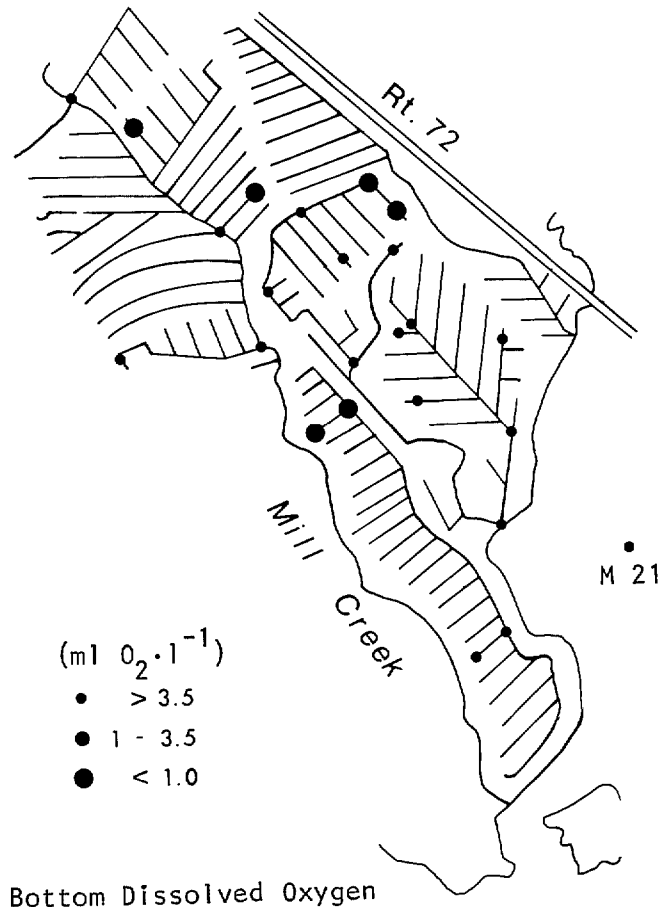 Rt. 72
Mill Creek
M 21
(ml O₂·l⁻¹)
> 3.5
1 - 3.5
< 1.0
Bottom Dissolved Oxygen